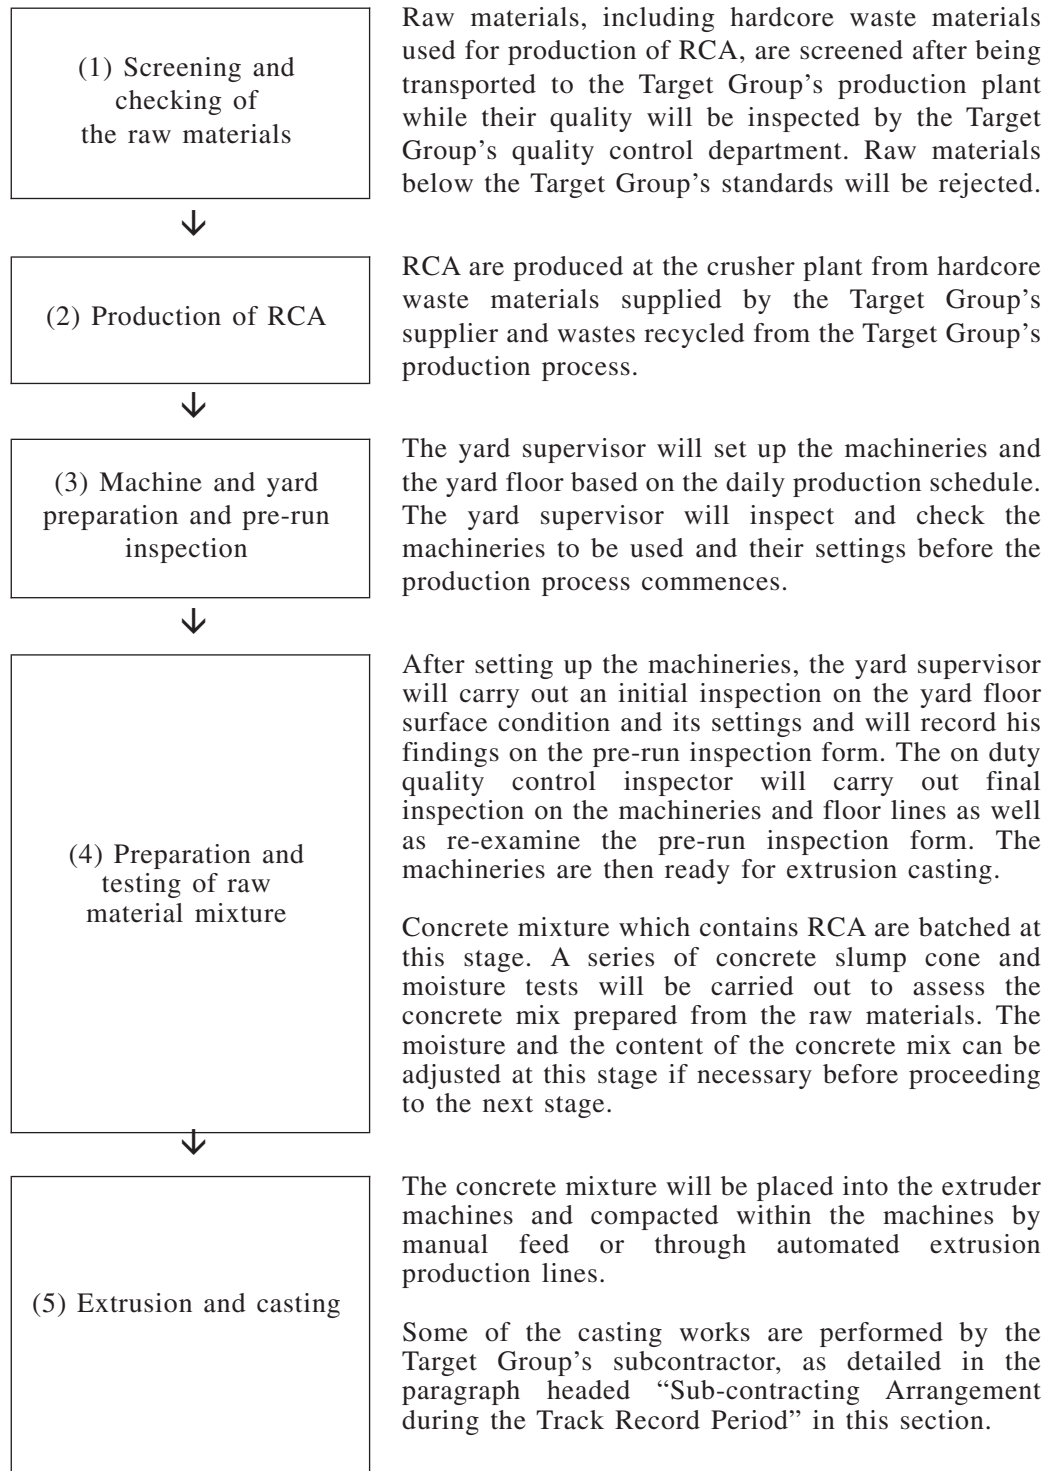 (1) Screening and
checking of
the raw materials
Raw materials, including hardcore waste materials
used for production of RCA, are screened after being
transported to the Target Group’s production plant
while their quality will be inspected by the Target
Group’s quality control department. Raw materials
below the Target Group’s standards will be rejected.
(2) Production of RCA
RCA are produced at the crusher plant from hardcore
waste materials supplied by the Target Group’s
supplier and wastes recycled from the Target Group’s
production process.
(3) Machine and yard
preparation and pre-run
inspection
The yard supervisor will set up the machineries and
the yard floor based on the daily production schedule.
The yard supervisor will inspect and check the
machineries to be used and their settings before the
production process commences.
(4) Preparation and
testing of raw
material mixture
After setting up the machineries, the yard supervisor
will carry out an initial inspection on the yard floor
surface condition and its settings and will record his
findings on the pre-run inspection form. The on duty
quality control inspector will carry out final
inspection on the machineries and floor lines as well
as re-examine the pre-run inspection form. The
machineries are then ready for extrusion casting.
Concrete mixture which contains RCA are batched at
this stage. A series of concrete slump cone and
moisture tests will be carried out to assess the
concrete mix prepared from the raw materials. The
moisture and the content of the concrete mix can be
adjusted at this stage if necessary before proceeding
to the next stage.
(5) Extrusion and casting
The concrete mixture will be placed into the extruder
machines and compacted within the machines by
manual feed or through automated extrusion
production lines.
Some of the casting works are performed by the
Target Group’s subcontractor, as detailed in the
paragraph headed “Sub-contracting Arrangement
during the Track Record Period” in this section.